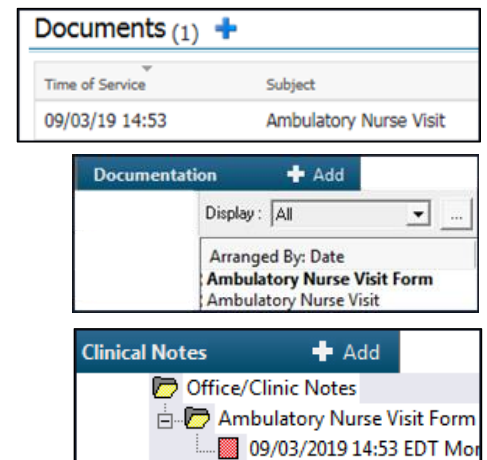 Documents (1) +
Time of Service Subject
09/03/19 14:53 Ambulatory Nurse Visit
Documentation + Add
Display : All ...
Arranged By: Date
Ambulatory Nurse Visit Form
Ambulatory Nurse Visit
Clinical Notes + Add
Office/Clinic Notes
Ambulatory Nurse Visit Form
09/03/2019 14:53 EDT Mor